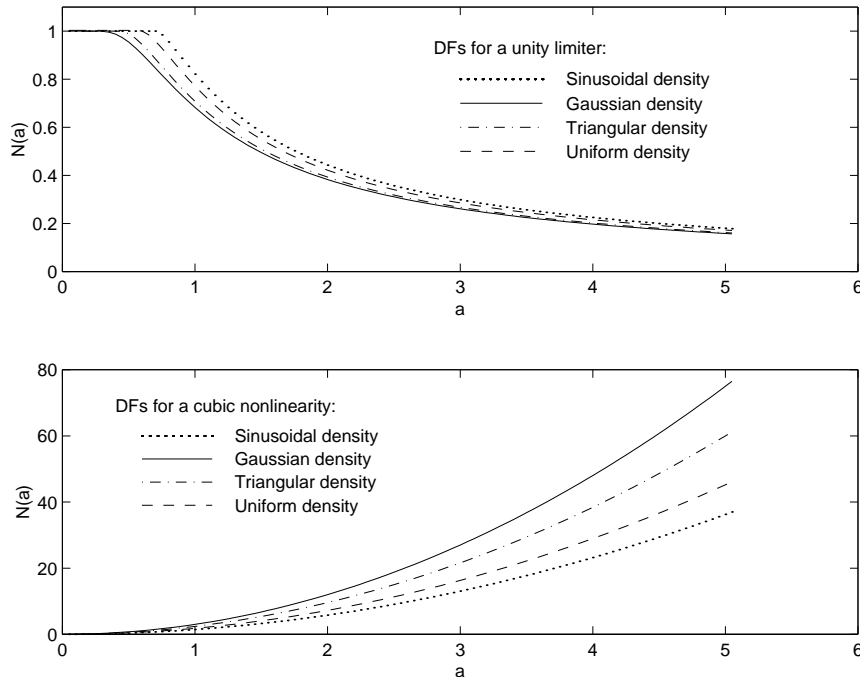 1
0.8
0.6
0.4
0.2
0
N(a)
DFs for a unity limiter:
Sinusoidal density
Gaussian density
Triangular density
Uniform density
0 1 2 3 4 5 6
a
80
60
40
20
0
N(a)
DFs for a cubic nonlinearity:
Sinusoidal density
Gaussian density
Triangular density
Uniform density
0 1 2 3 4 5 6
a